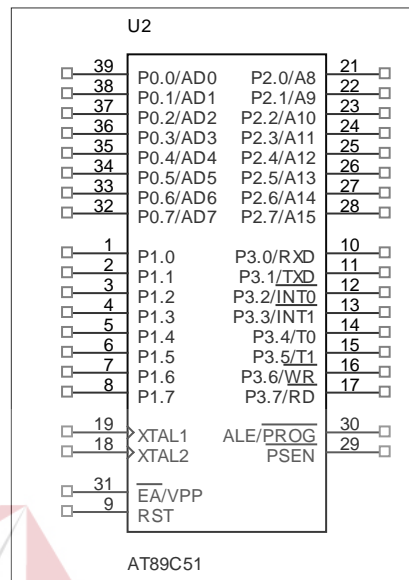 U2
39 P0.0/AD0 P2.0/A8 21
38 P0.1/AD1 P2.1/A9 22
37 P0.2/AD2 P2.2/A10 23
36 P0.3/AD3 P2.3/A11 24
35 P0.4/AD4 P2.4/A12 25
34 P0.5/AD5 P2.5/A13 26
33 P0.6/AD6 P2.6/A14 27
32 P0.7/AD7 P2.7/A15 28
1 P1.0 P3.0/RXD 10
2 P1.1 P3.1/TXD 11
3 P1.2 P3.2/INT0 12
4 P1.3 P3.3/INT1 13
5 P1.4 P3.4/T0 14
6 P1.5 P3.5/T1 15
7 P1.6 P3.6/WR 16
8 P1.7 P3.7/RD 17
19 XTAL1 ALE/PROG 30
18 XTAL2 PSEN 29
31 EA/VPP
9 RST
AT89C51